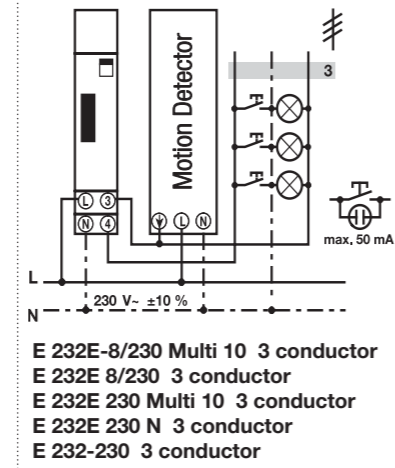 Motion Detector
3
L
3
N
4
L
N
max, 50 mA
L
230 V~ ±10 %
N
E 232E-8/230 Multi 10 3 conductor
E 232E 8/230 3 conductor
E 232E 230 Multi 10 3 conductor
E 232E 230 N 3 conductor
E 232-230 3 conductor